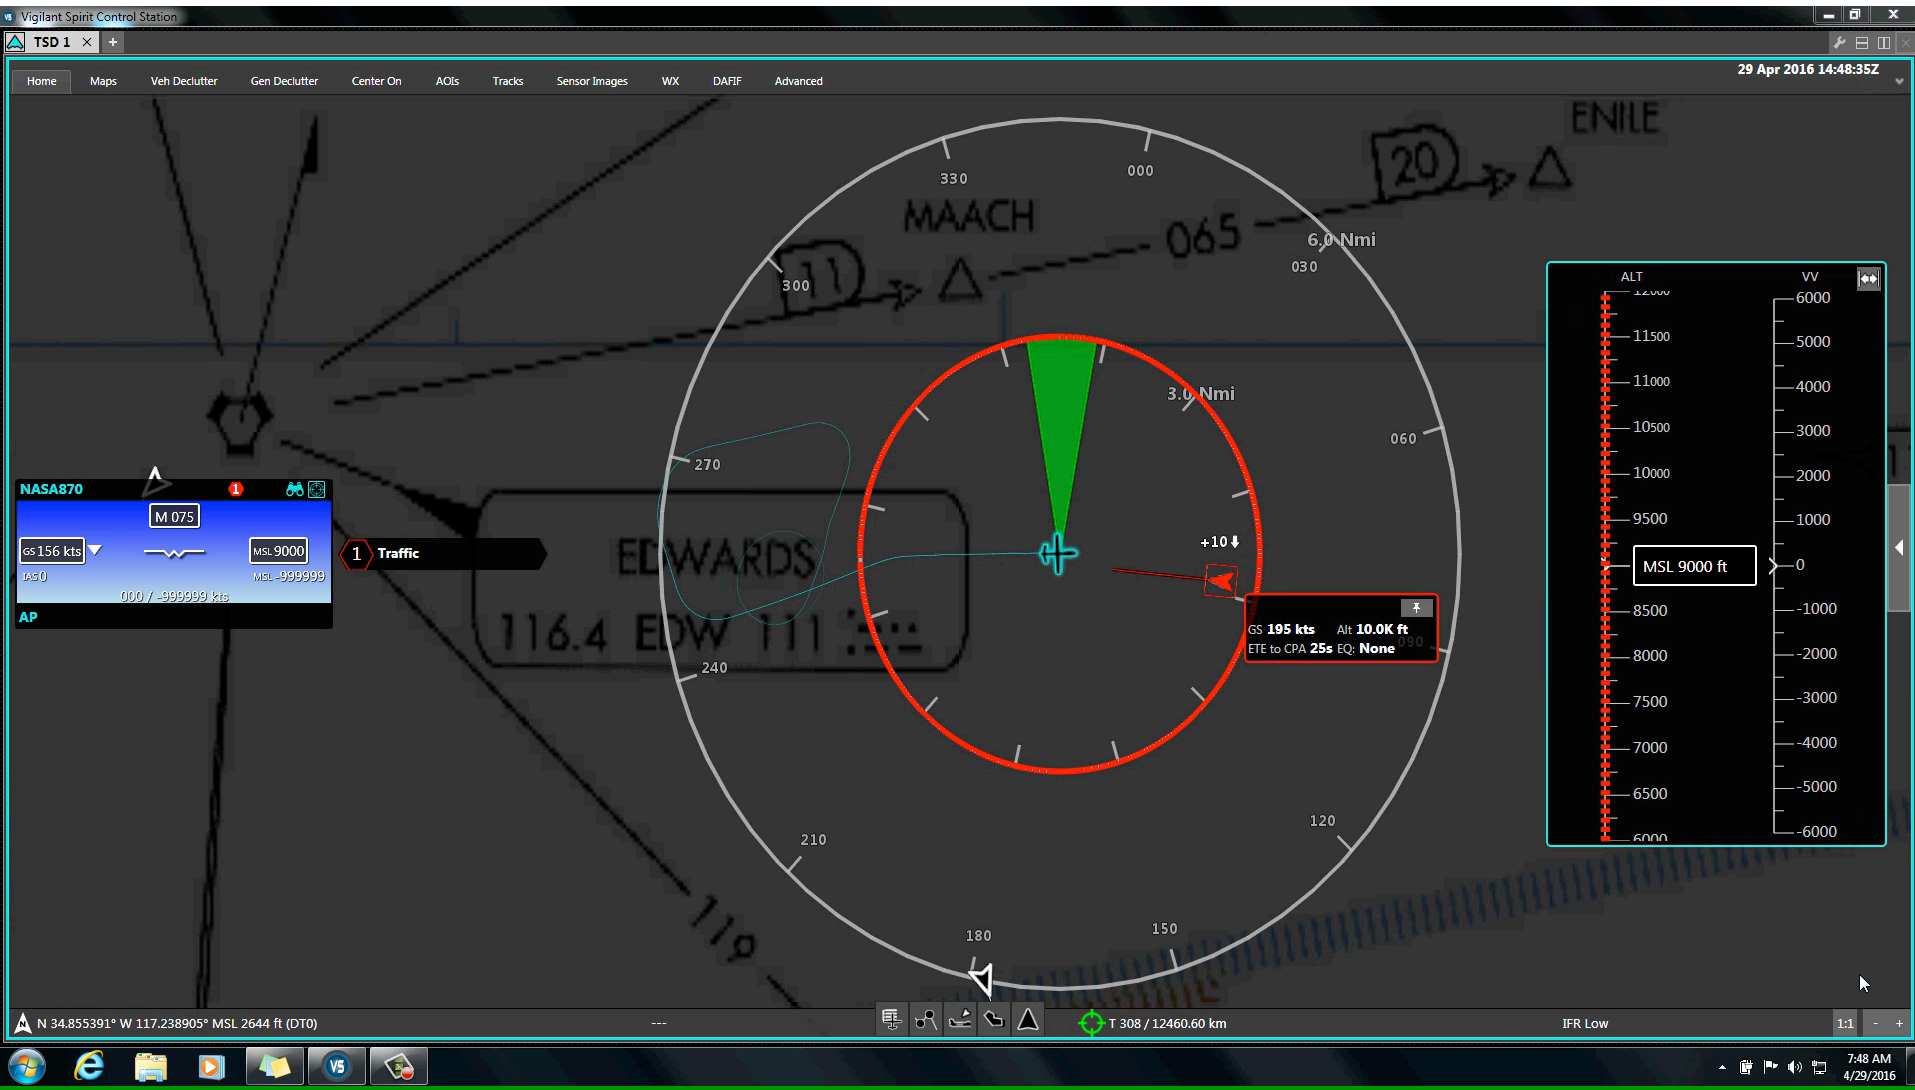 Vigilant Spirit Control Station
TSD 1
Home Maps Veh Declutter Gen Declutter Center On AOIs Tracks Sensor Images WX DAFIF Advanced
29 Apr 2016 14:48:35Z
ENILE
20
000
330
MAACH
065
6.0 Nmi
030
11
300
3.0 Nmi
060
270
NASA870
1
M 075
GS 156 kts
MSL 9000
IAS 0
MSL -999999
000 / -999999 kts
AP
1 Traffic
EDWARDS
116.4 EDW 111
+10
GS 195 kts Alt 10.0K ft
ETE to CPA 25s EQ: None
090
240
120
210
119
180
150
ALT
12000
11500
11000
10500
10000
9500
MSL 9000 ft
8500
8000
7500
7000
6500
6000
VV
6000
5000
4000
3000
2000
1000
0
-1000
-2000
-3000
-4000
-5000
-6000
N 34.855391° W 117.238905° MSL 2644 ft (DT0)
---
T 308 / 12460.60 km
IFR Low
1:1
- +
VS
7:48 AM
4/29/2016